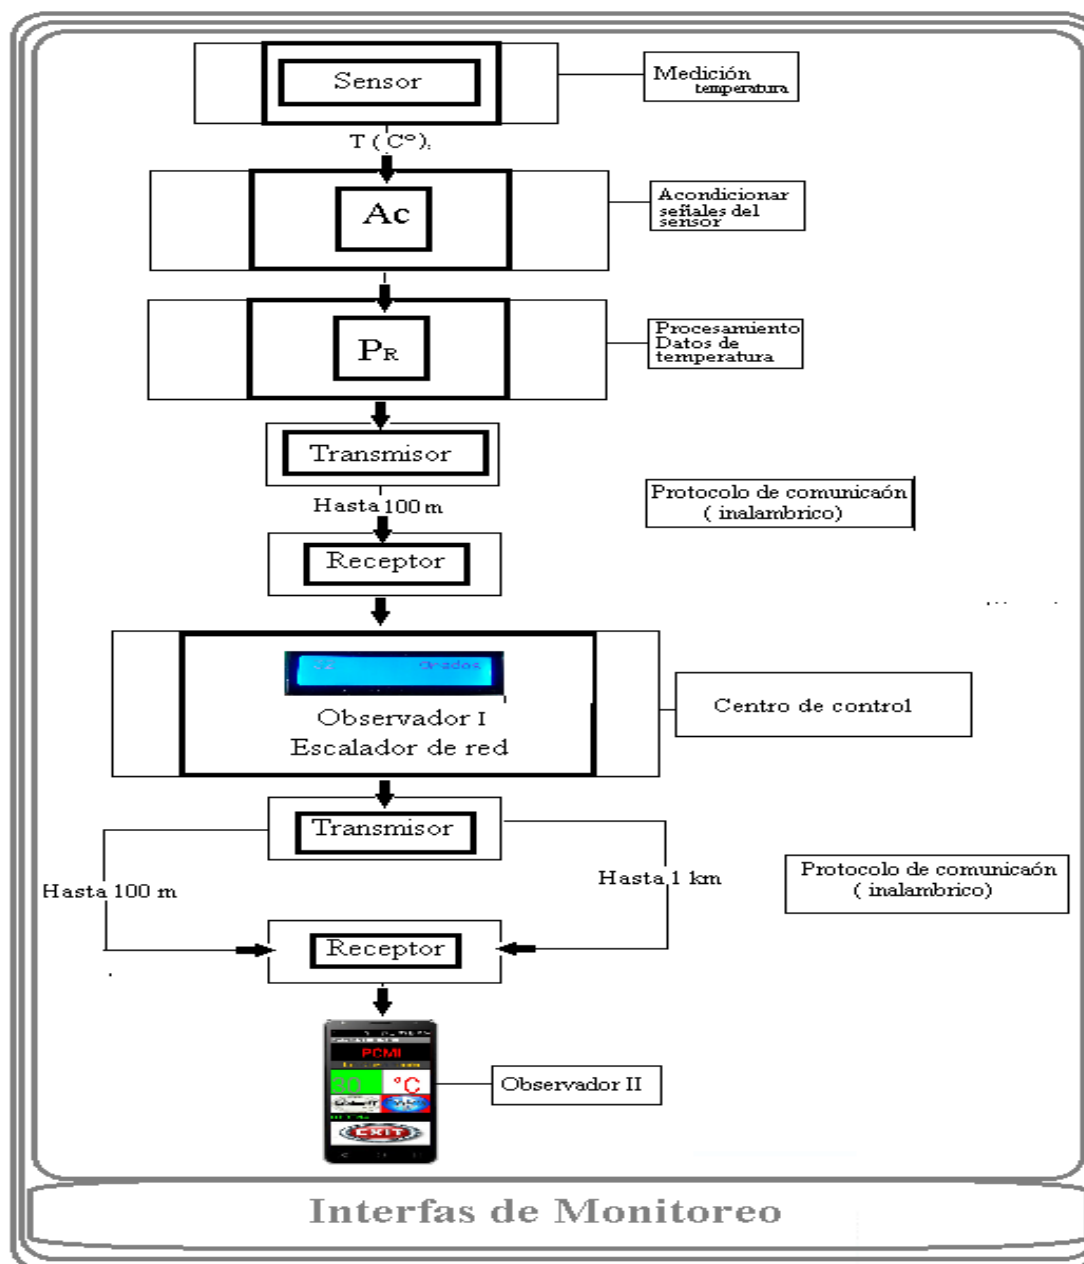 Sensor
Medición
temperatura
T ( Cº ).
Ac
Acondicionar
señales del
sensor
PR
Procesamiento
Datos de
temperatura
Transmisor
Hasta 100 m
Protocolo de comunicaón
( inalambrico)
Receptor
Grados
Observador I
Escalador de red
Centro de control
Transmisor
Hasta 100 m
Hasta 1 km
Protocolo de comunicaón
( inalambrico)
Receptor
PCMI
30 °C
EXIT
Observador II
Interfas de Monitoreo